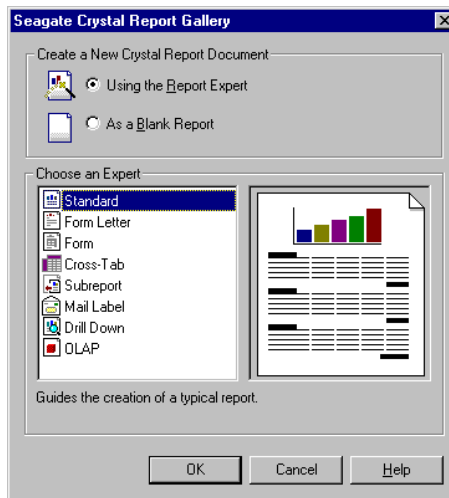 Seagate Crystal Report Gallery
Create a New Crystal Report Document
Using the Report Expert
As a Blank Report
Choose an Expert
Standard
Form Letter
Form
Cross-Tab
Subreport
Mail Label
Drill Down
OLAP
Guides the creation of a typical report.
OK Cancel Help